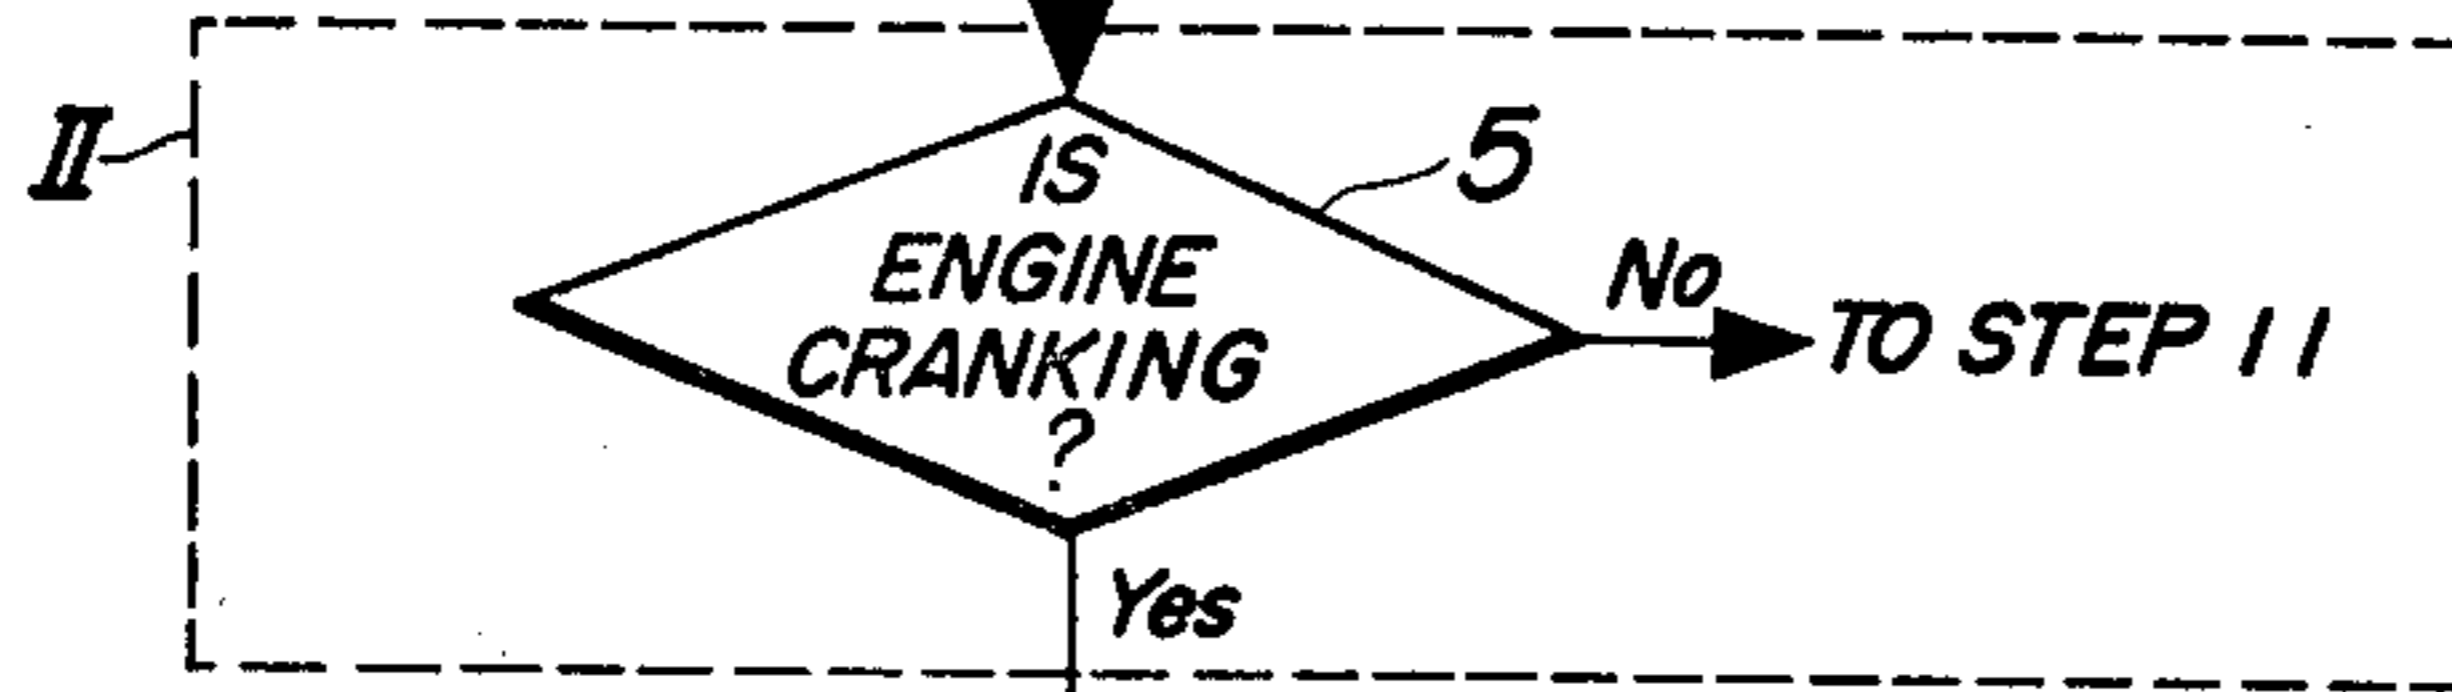 II
IS
5
ENGINE
No
CRANKING
TO STEP 11
?
Yes